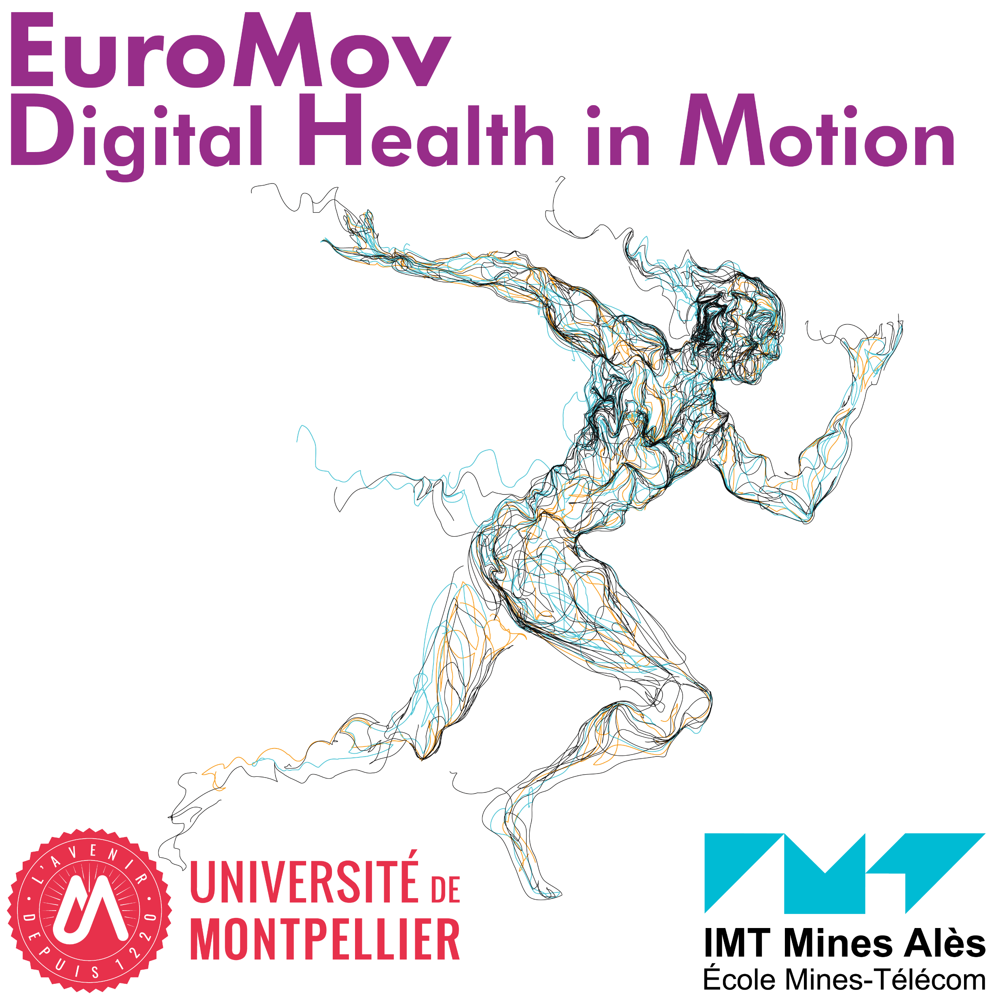 EuroMov
Digital Health in Motion
L'AVENIR
DEPUIS 1220
UNIVERSITÉ DE
MONTPELLIER
IMT Mines Alès
École Mines-Télécom